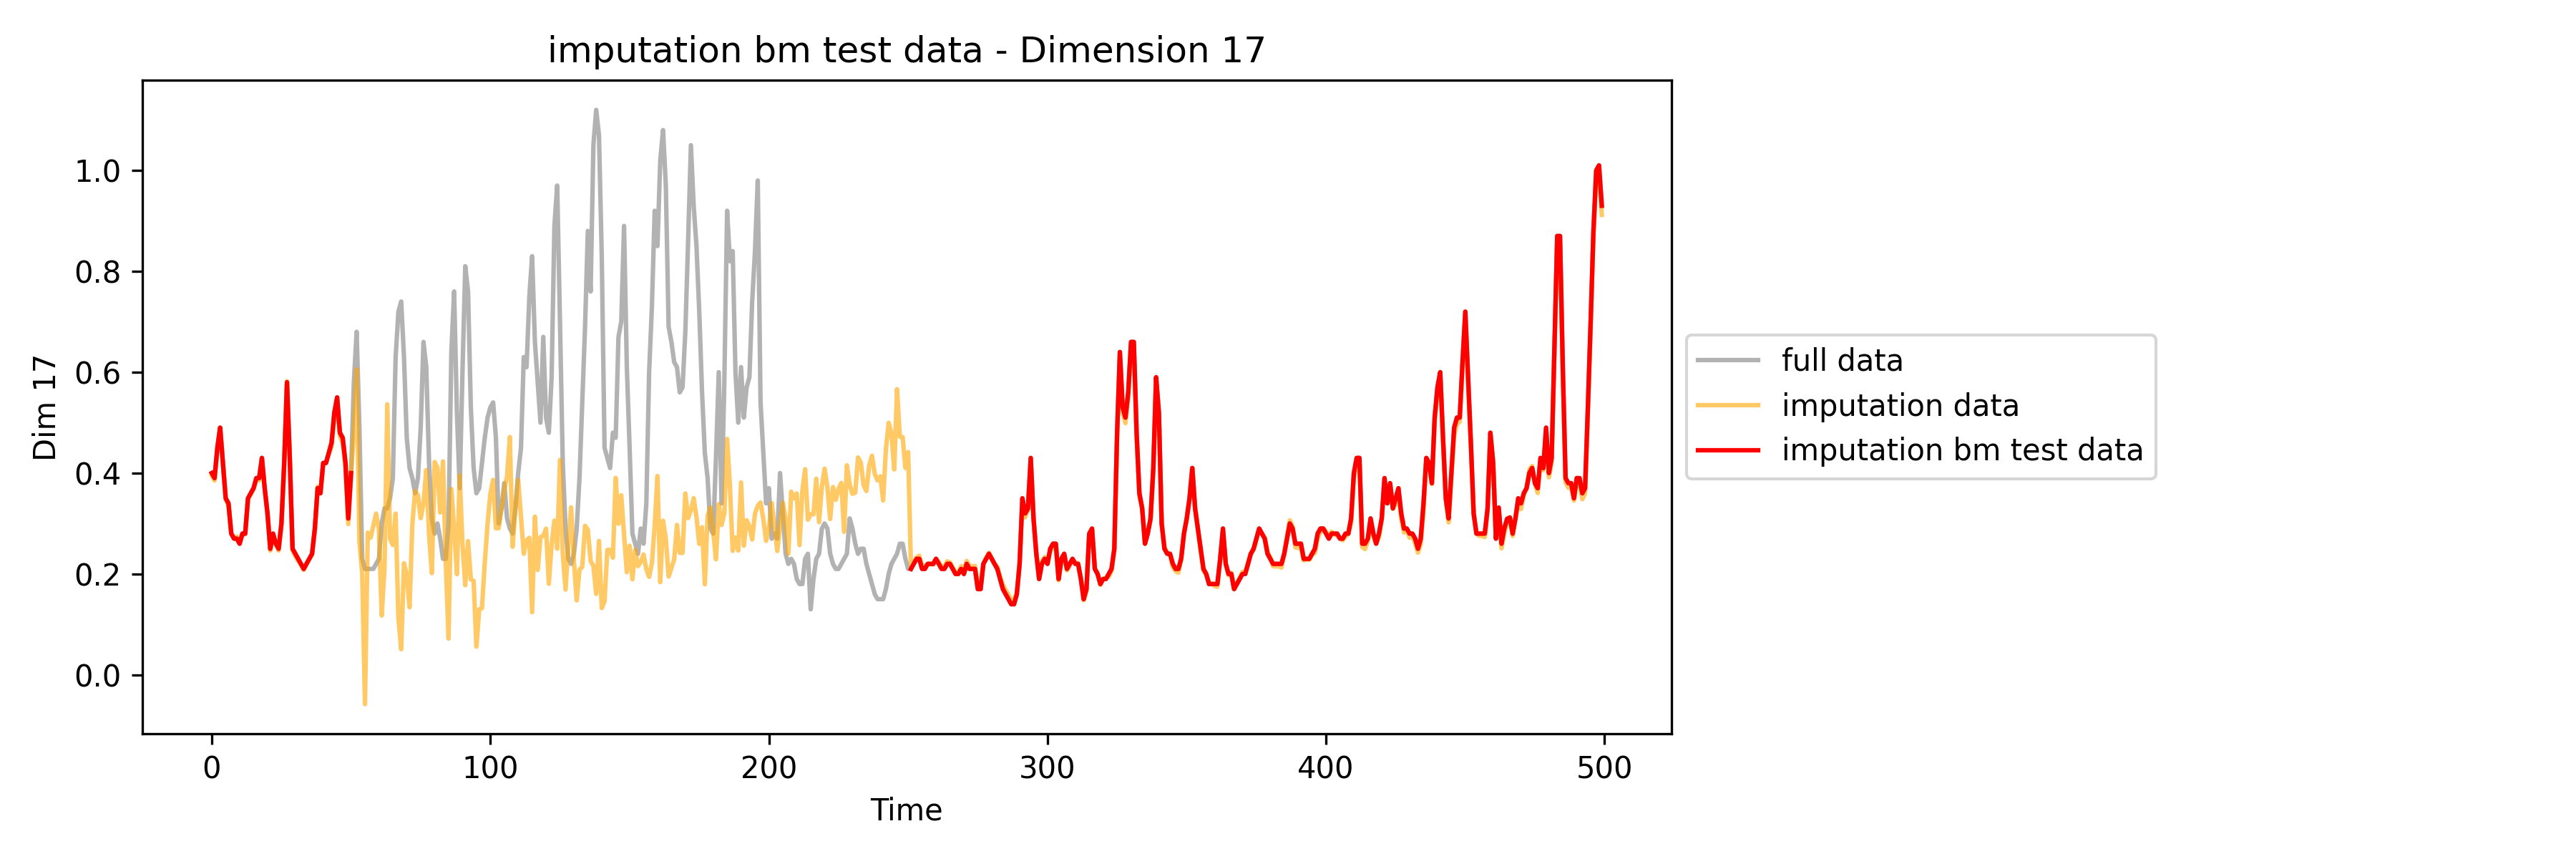 imputation bm test data - Dimension 17
Dim 17
1.0
0.8
0.6
0.4
0.2
0.0
0
100
200
300
400
500
Time
full data
imputation data
imputation bm test data